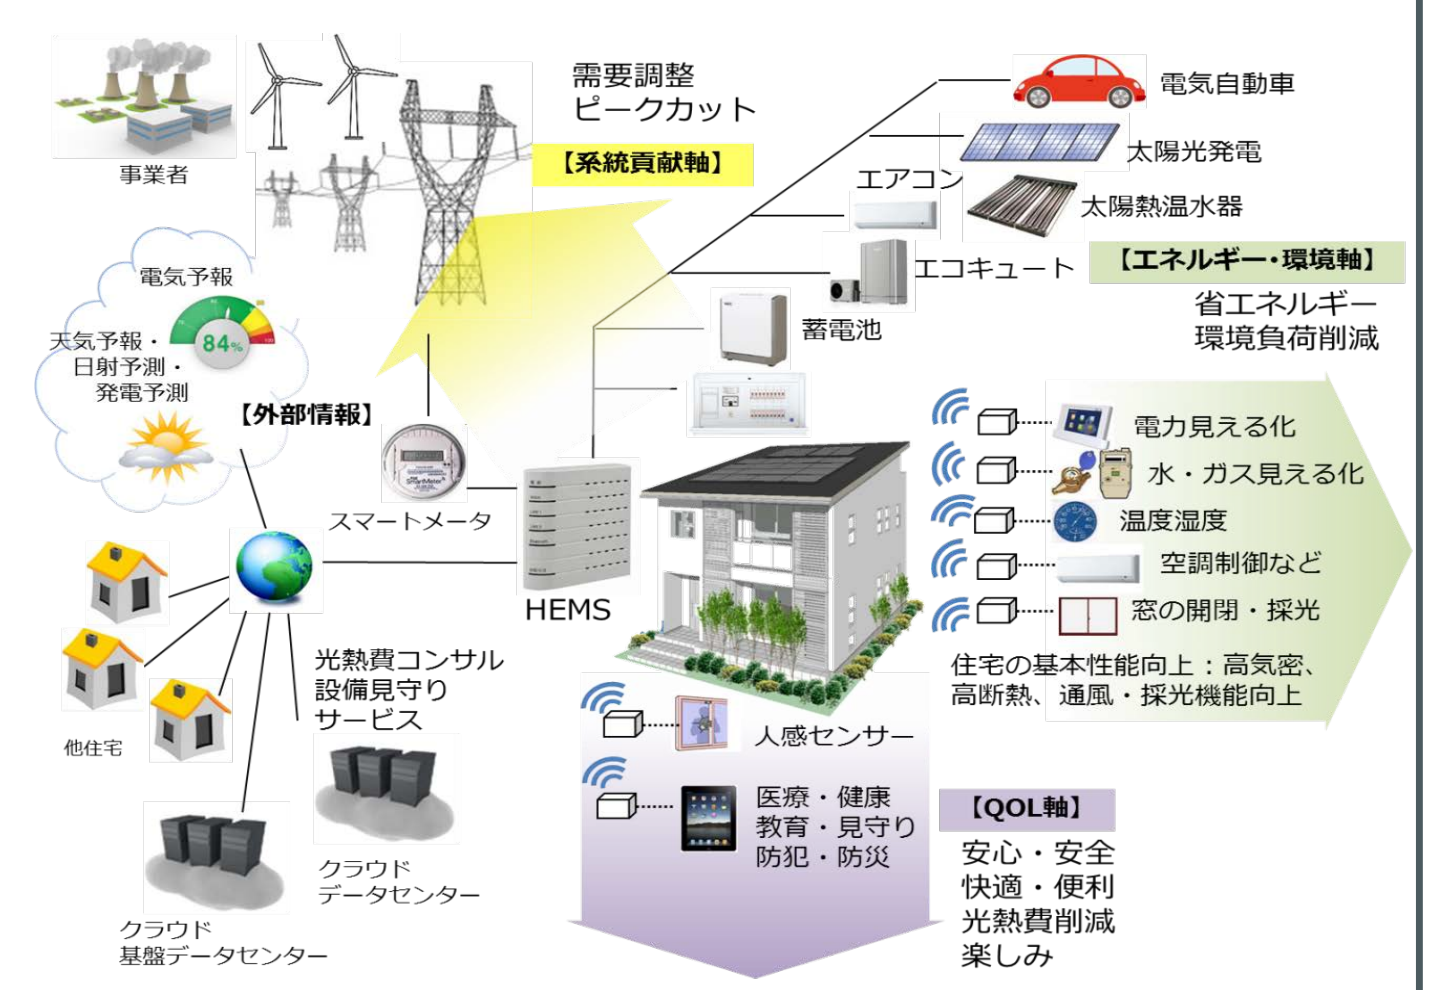 事業者
需要調整
ピークカット
【系統貢献軸】
電気自動車
太陽光発電
エアコン
太陽熱温水器
エコキュート
【エネルギー・環境軸】
省エネルギー
環境負荷削減
蓄電池
電気予報
84%
天気予報・
日射予測・
発電予測
【外部情報】
SmartMeter
スマートメータ
HEMS
電力見える化
水・ガス見える化
温度湿度
空調制御など
窓の開閉・採光
住宅の基本性能向上：高気密、
高断熱、通風・採光機能向上
他住宅
光熱費コンサル
設備見守り
サービス
クラウド
データセンター
クラウド
基盤データセンター
人感センサー
医療・健康
教育・見守り
防犯・防災
【QOL軸】
安心・安全
快適・便利
光熱費削減
楽しみ